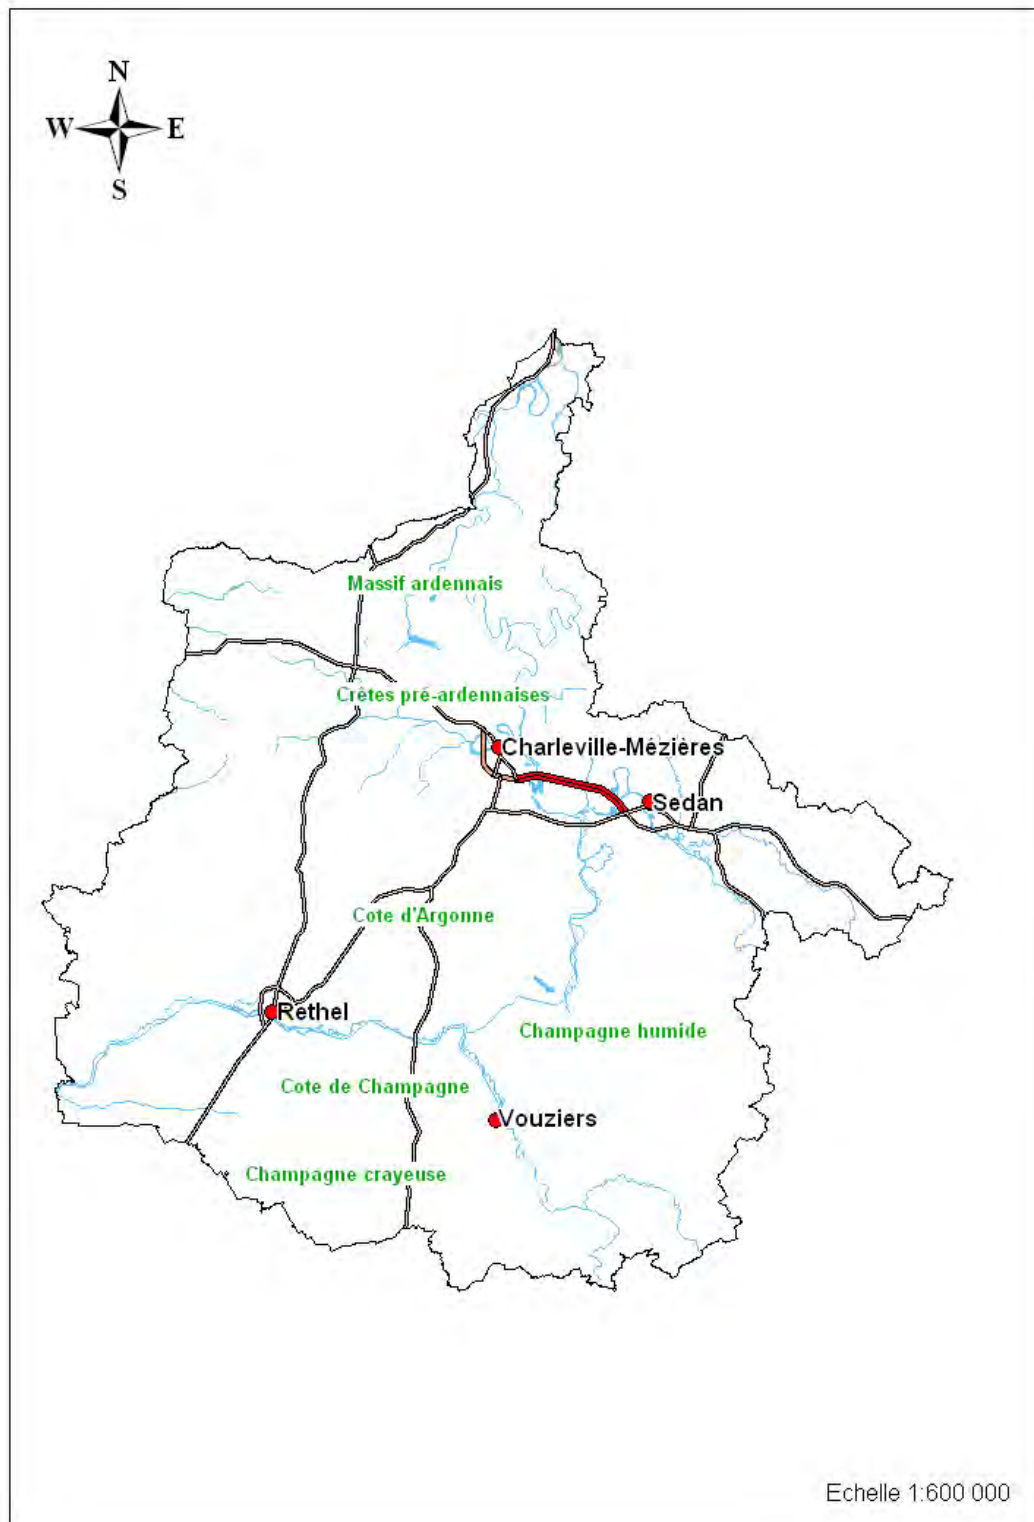 N
W E
S
Massif ardennais
Crêtes pré-ardennaises
Charleville-Mézières
Sedan
Cote d'Argonne
Rethel
Champagne humide
Cote de Champagne
Vouziers
Champagne crayeuse
Echelle 1:600 000